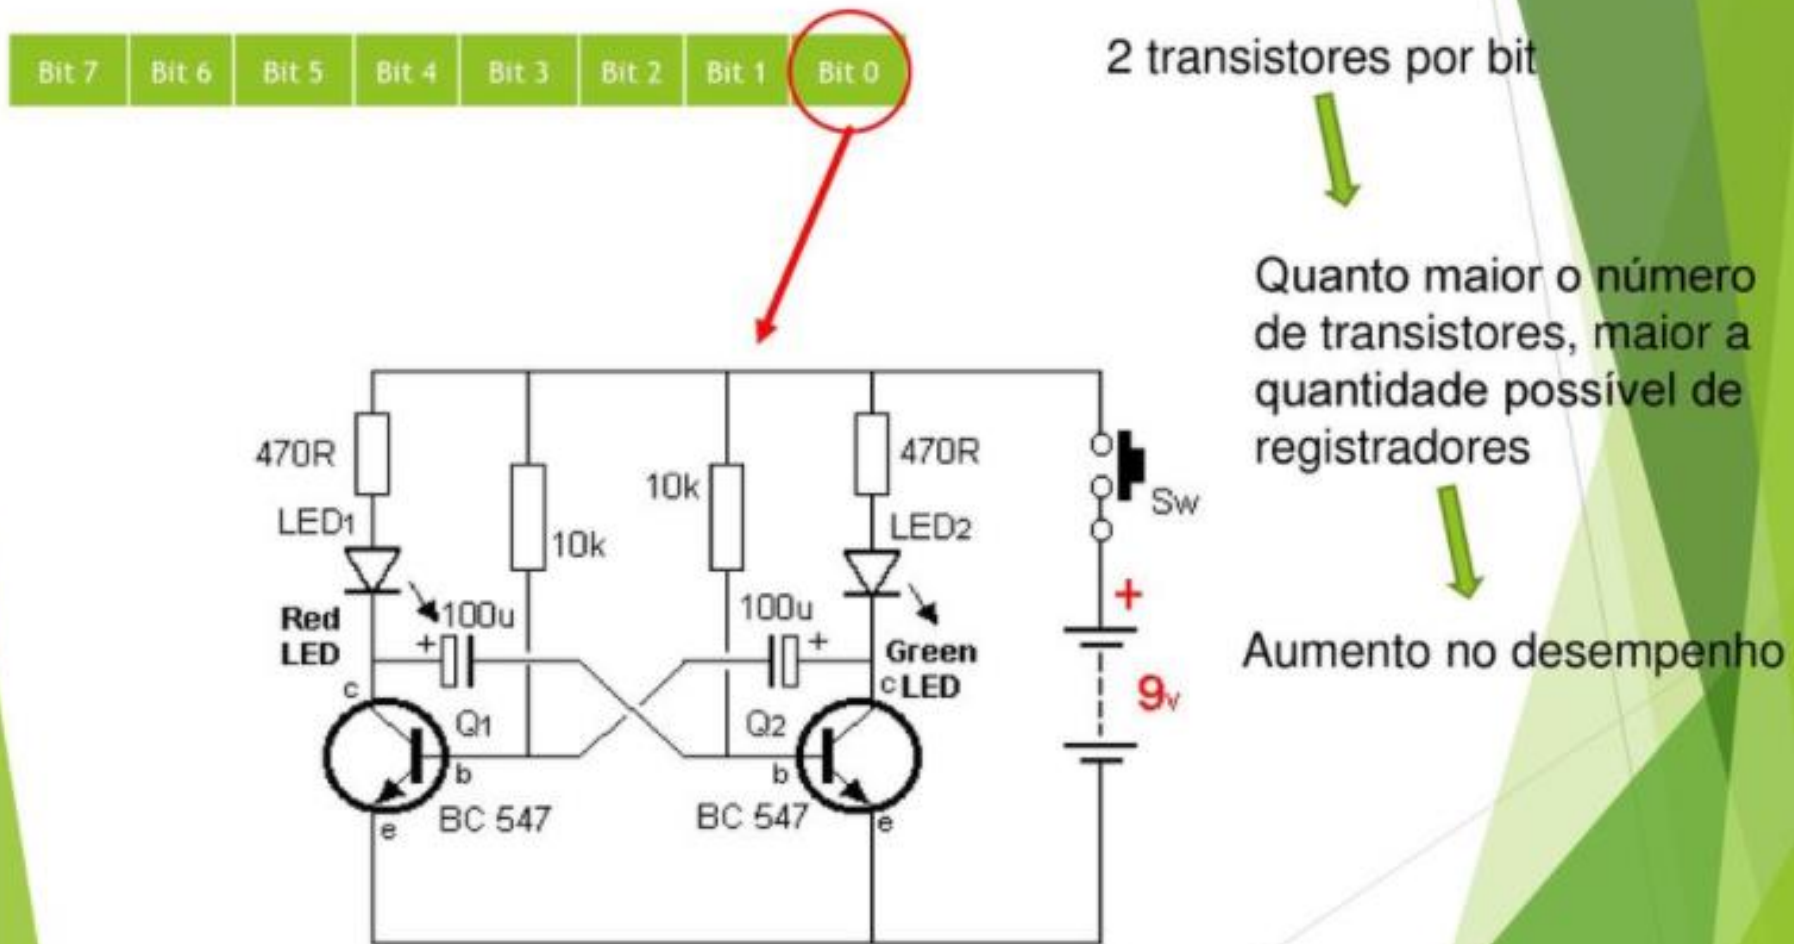 Bit 7 Bit 6 Bit 5 Bit 4 Bit 3 Bit 2 Bit 1 Bit 0
2 transistores por bit
Quanto maior o número
de transistores, maior a
quantidade possível de
registradores
Aumento no desempenho
470R
LED1
Red
LED
10k
100u
+
c
Q1
b
e
BC 547
10k
100u
+
470R
LED2
Green
LED
c
Q2
b
e
BC 547
Sw
+
9v